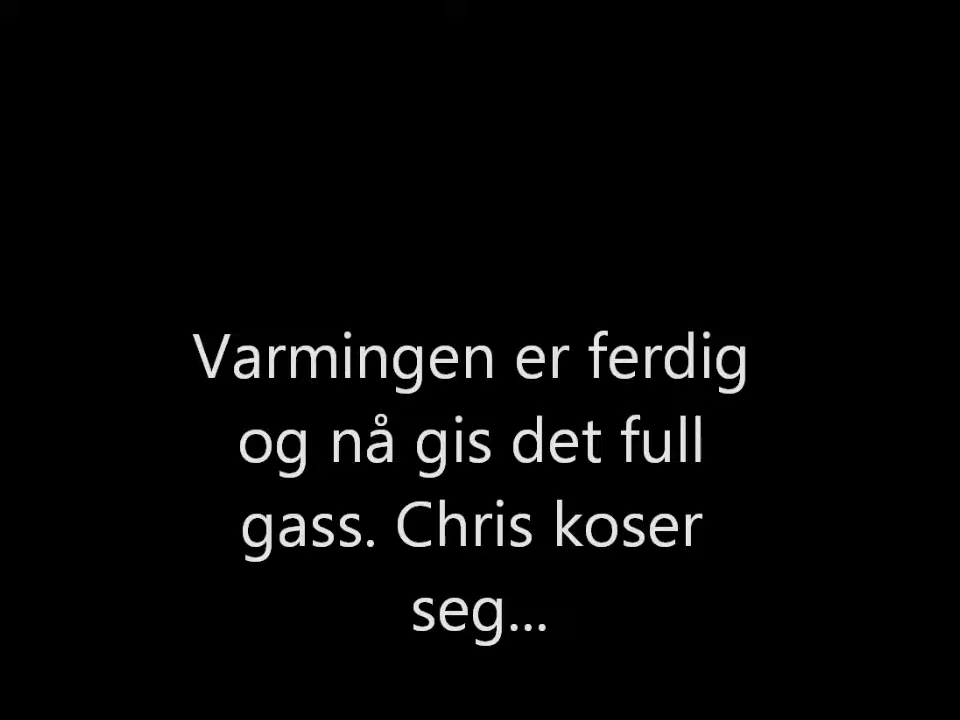 Varmingen er ferdig
og nå gis det full
gass. Chris koser
seg...